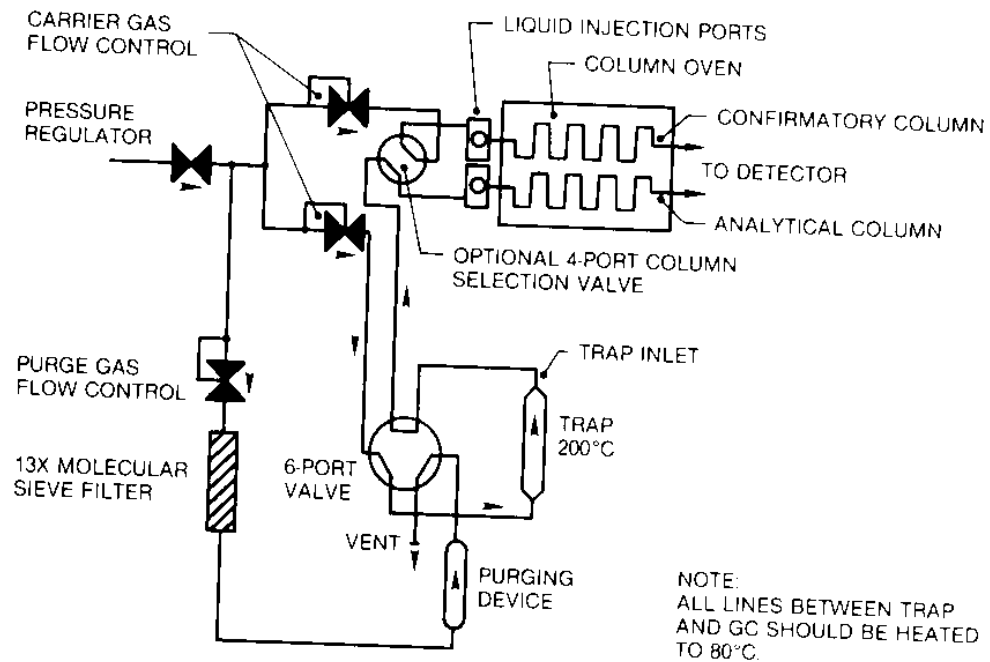 CARRIER GAS
FLOW CONTROL
LIQUID INJECTION PORTS
COLUMN OVEN
PRESSURE
REGULATOR
CONFIRMATORY COLUMN
TO DETECTOR
ANALYTICAL COLUMN
OPTIONAL 4-PORT COLUMN
SELECTION VALVE
PURGE GAS
FLOW CONTROL
TRAP INLET
TRAP
200°C
13X MOLECULAR
SIEVE FILTER
6-PORT
VALVE
VENT
PURGING
DEVICE
NOTE:
ALL LINES BETWEEN TRAP
AND GC SHOULD BE HEATED
TO 80°C.